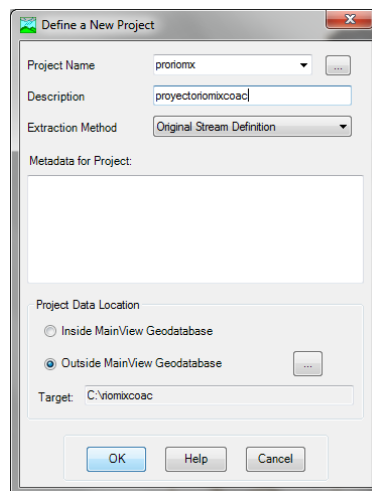 Define a New Project
Project Name proriomx ...
Description proyectoriomixcoac
Extraction Method Original Stream Definition
Metadata for Project:
Project Data Location
Inside MainView Geodatabase
Outside MainView Geodatabase ...
Target: C:\riomixcoac
OK Help Cancel